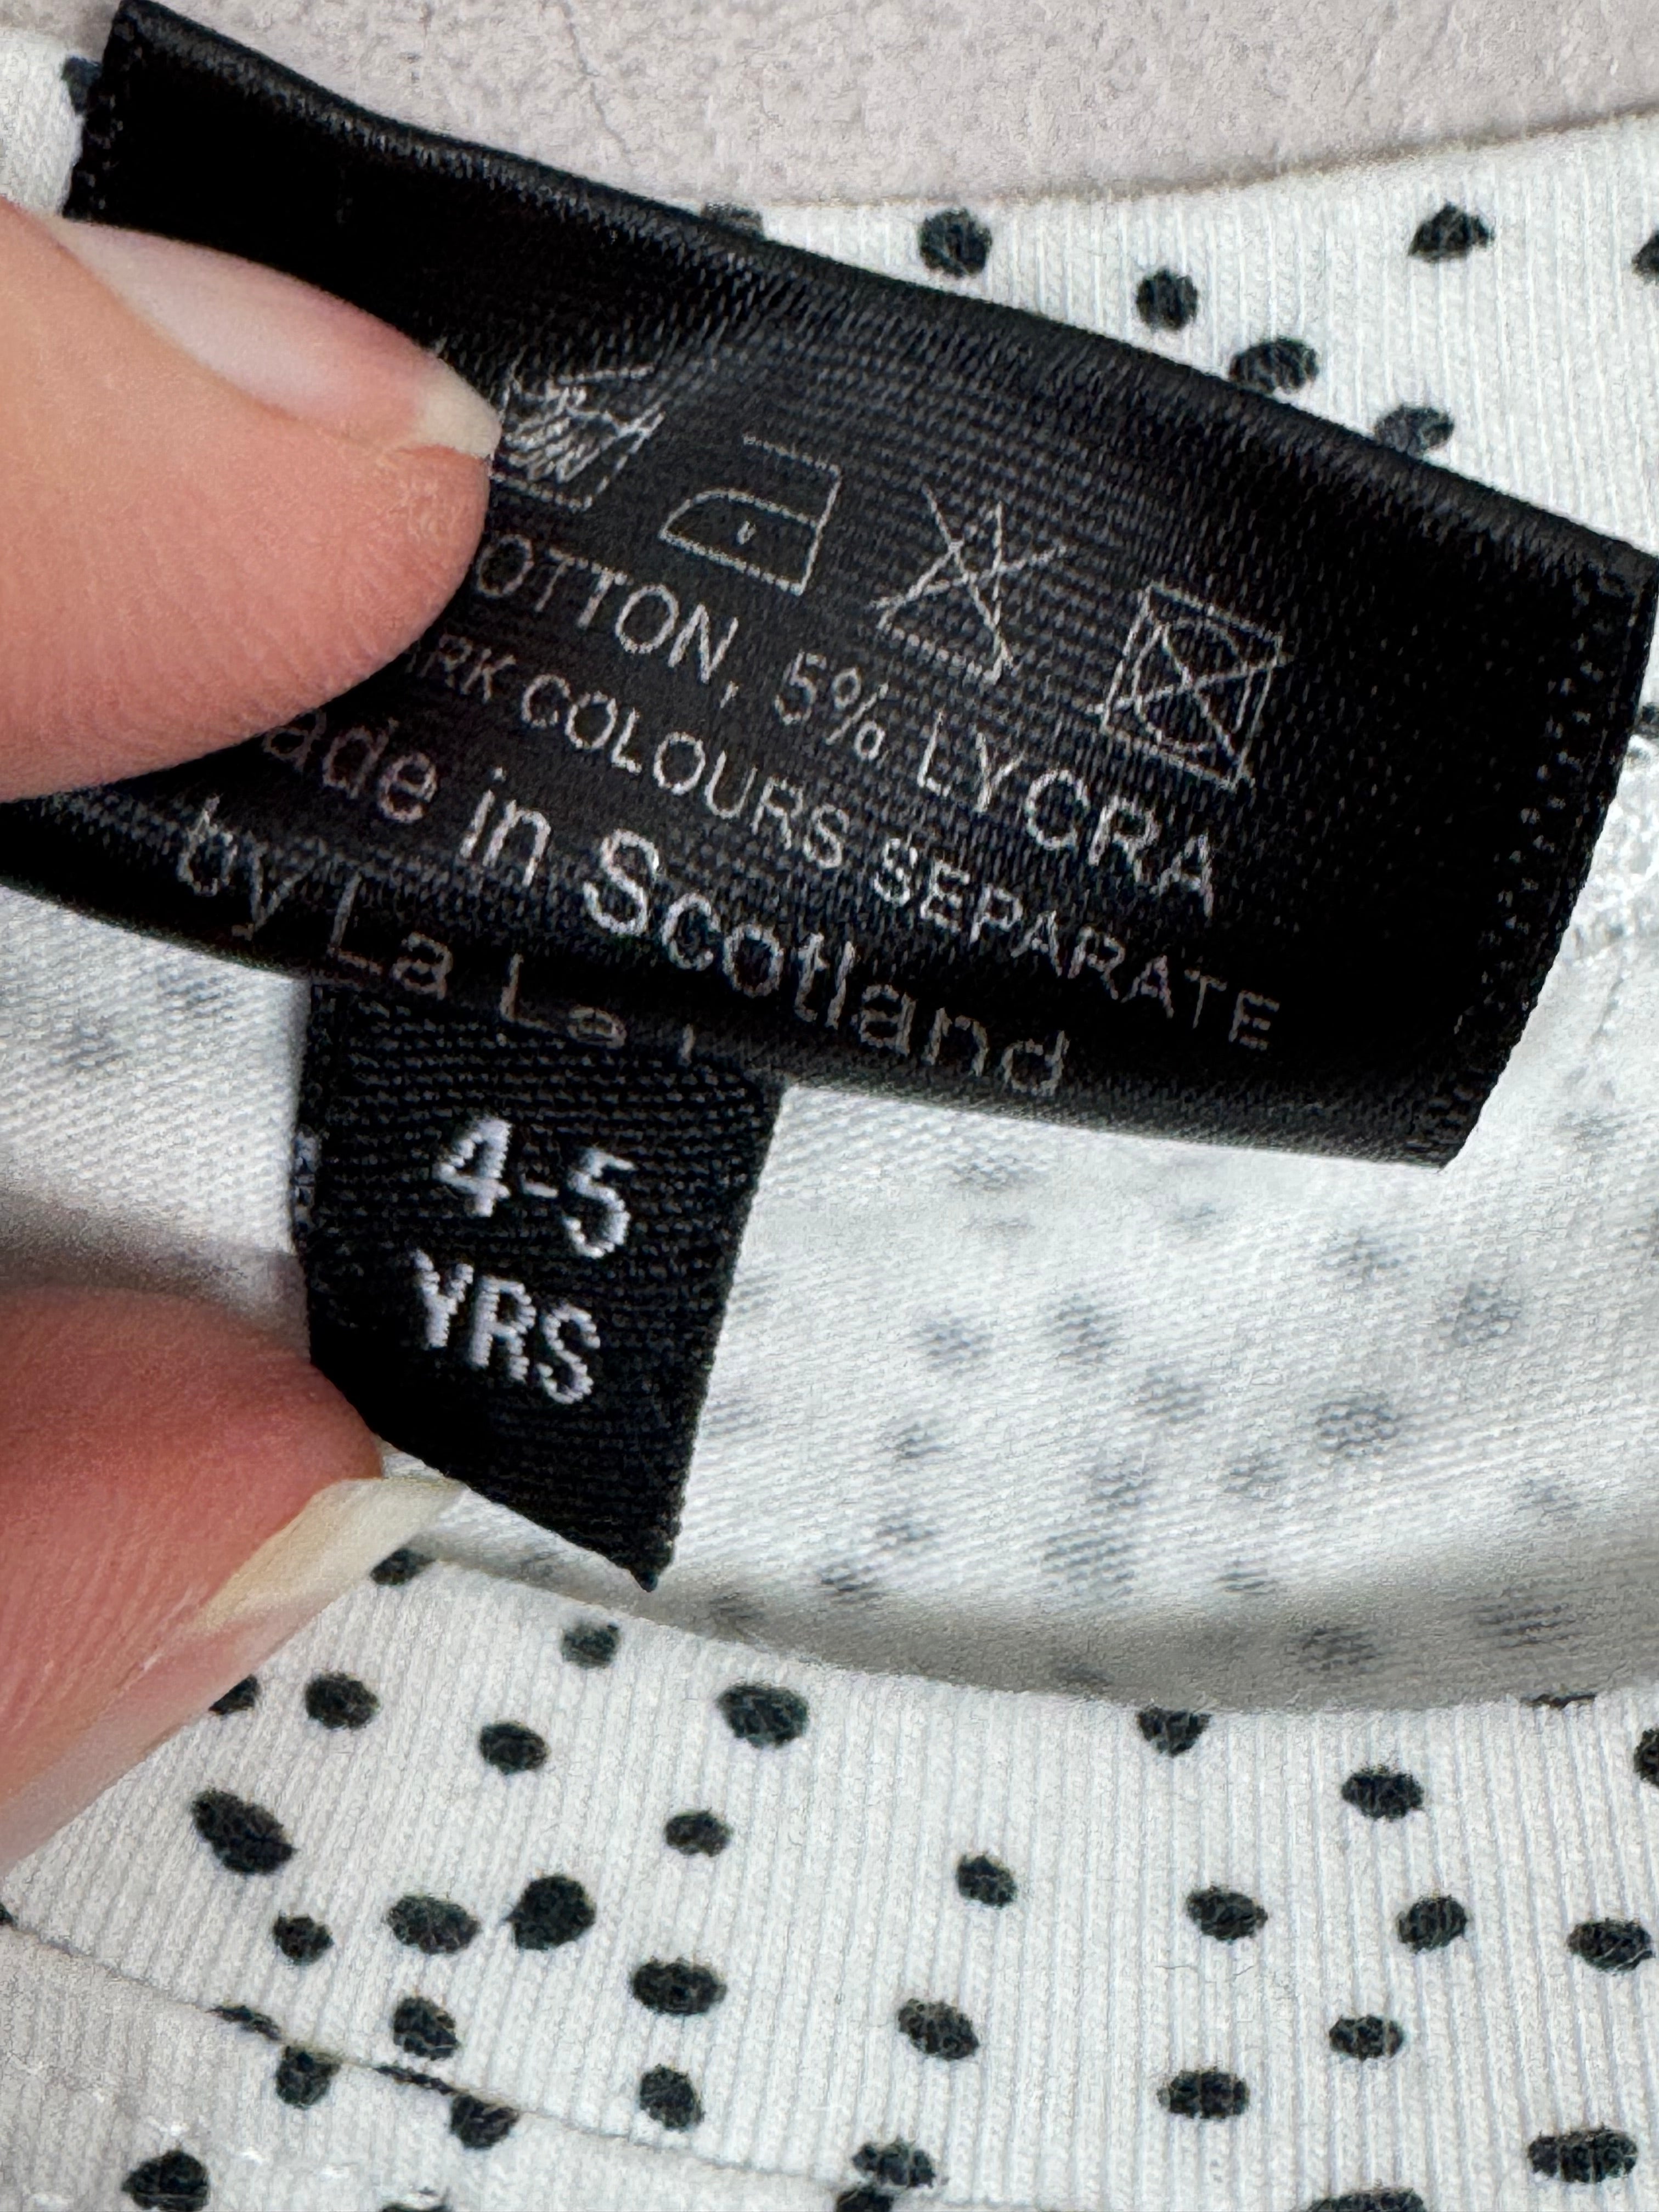 OTTON, 5% LYCRA
RK COLOURS SEPARATE
ade in Scotland
by La La
4-5
YRS